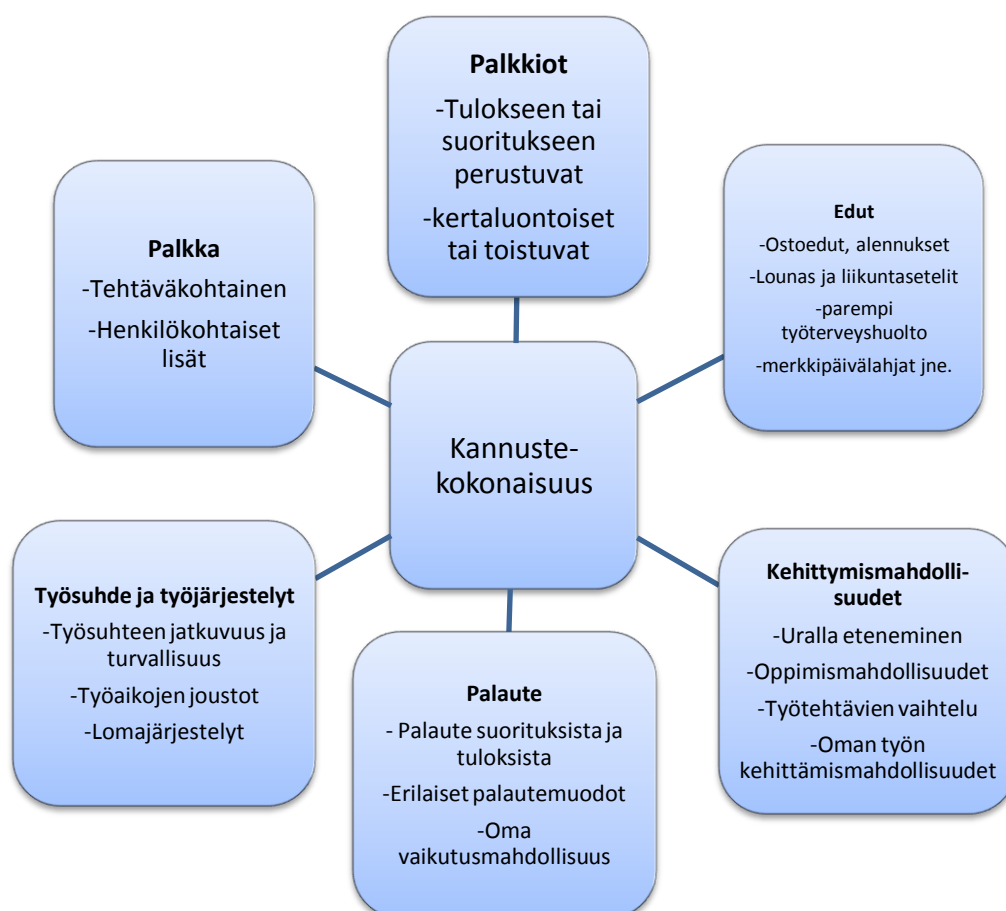 Palkkiot
-Tulokseen tai
suoritukseen
perustuvat
-kertaluontoiset
tai toistuvat
Palkka
-Tehtäväkohtainen
-Henkilökohtaiset
lisät
Edut
-Ostoedut, alennukset
-Lounas ja liikuntasetelit
-parempi
työterveyshuolto
-merkkipäivälahjat jne.
Kannuste-
kokonaisuus
Työsuhde ja työjärjestelyt
-Työsuhteen jatkuvuus ja
turvallisuus
-Työaikojen joustot
-Lomajärjestelyt
Palaute
- Palaute suorituksista ja
tuloksista
-Erilaiset palautemuodot
-Oma
vaikutusmahdollisuus
Kehittymismahdolli-
suudet
-Uralla eteneminen
-Oppimismahdollisuudet
-Työtehtävien vaihtelu
-Oman työn
kehittämismahdollisuudet